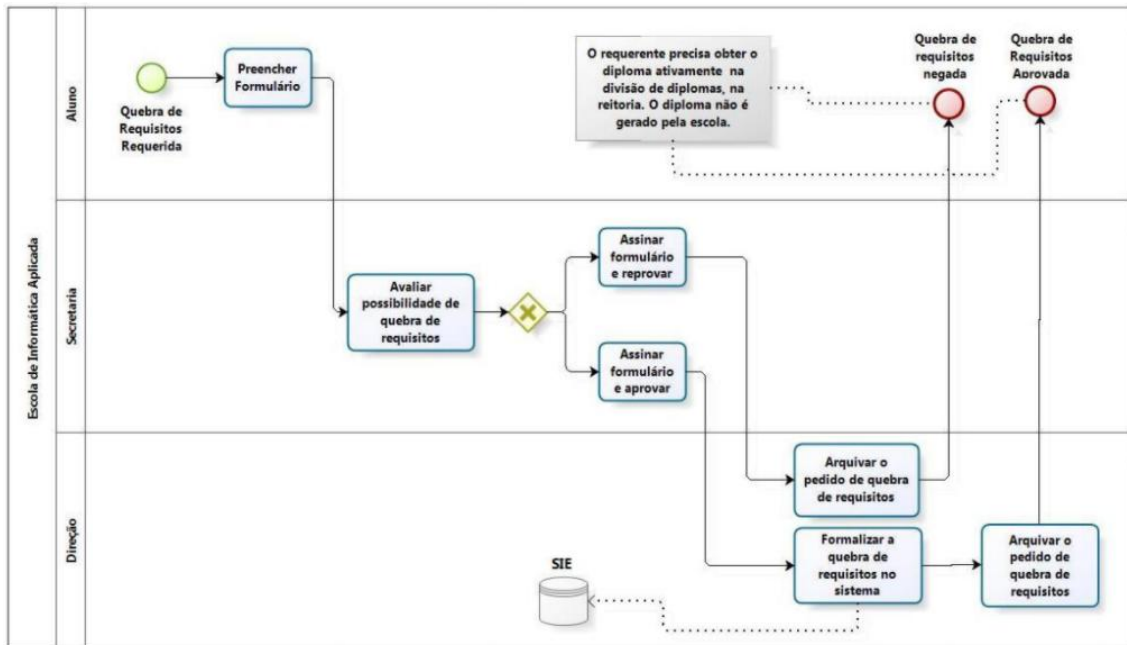 Escola de Informática Aplicada
Aluno
Quebra de
Requisitos
Requerida
Preencher
Formulário
O requerente precisa obter o
diploma ativamente na
divisão de diplomas, na
reitoria. O diploma não é
gerado pela escola.
Quebra de
requisitos
negada
Quebra de
Requisitos
Aprovada
Secretaria
Avaliar
possibilidade de
quebra de
requisitos
Assinar
formulário
e reprovar
Assinar
formulário
e aprovar
Direção
Arquivar o
pedido de quebra
de requisitos
SIE
Formalizar a
quebra de
requisitos no
sistema
Arquivar o
pedido de
quebra de
requisitos